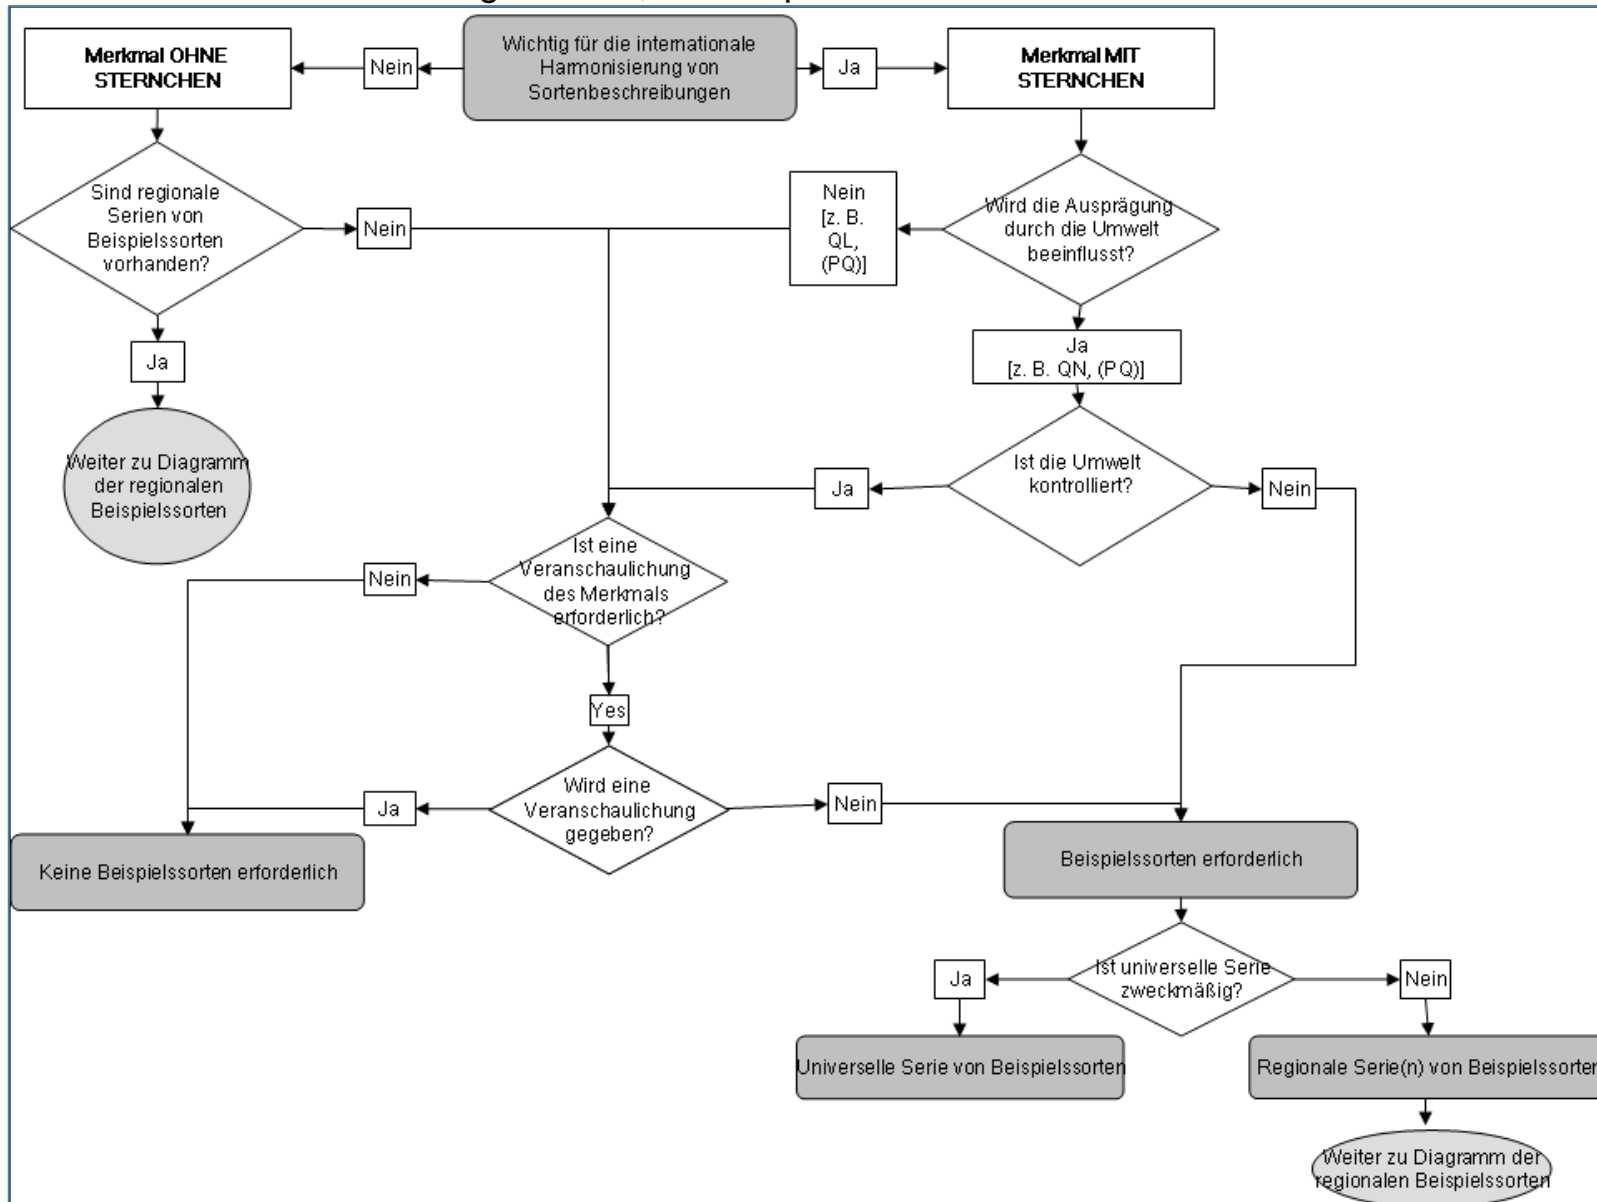 Wichtig für die internationale
Harmonisierung von
Sortenbeschreibungen
Nein
Ja
Merkmal OHNE
STERNCHEN
Merkmal MIT
STERNCHEN
Sind regionale
Serien von
Beispielssorten
vorhanden?
Nein
Nein
[z. B.
QL,
(PQ)]
Wird die Ausprägung
durch die Umwelt
beeinflusst?
Ja
Ja
[z. B. QN, (PQ)]
Weiter zu Diagramm
der regionalen
Beispielssorten
Ja
Ist die Umwelt
kontrolliert?
Nein
Nein
Ist eine
Veranschaulichung
des Merkmals
erforderlich?
Yes
Ja
Wird eine
Veranschaulichung
gegeben?
Nein
Keine Beispielssorten erforderlich
Beispielssorten erforderlich
Ja
Ist universelle Serie
zweckmäßig?
Nein
Universelle Serie von Beispielssorten
Regionale Serie(n) von Beispielssorten
Weiter zu Diagramm der
regionalen Beispielssorten